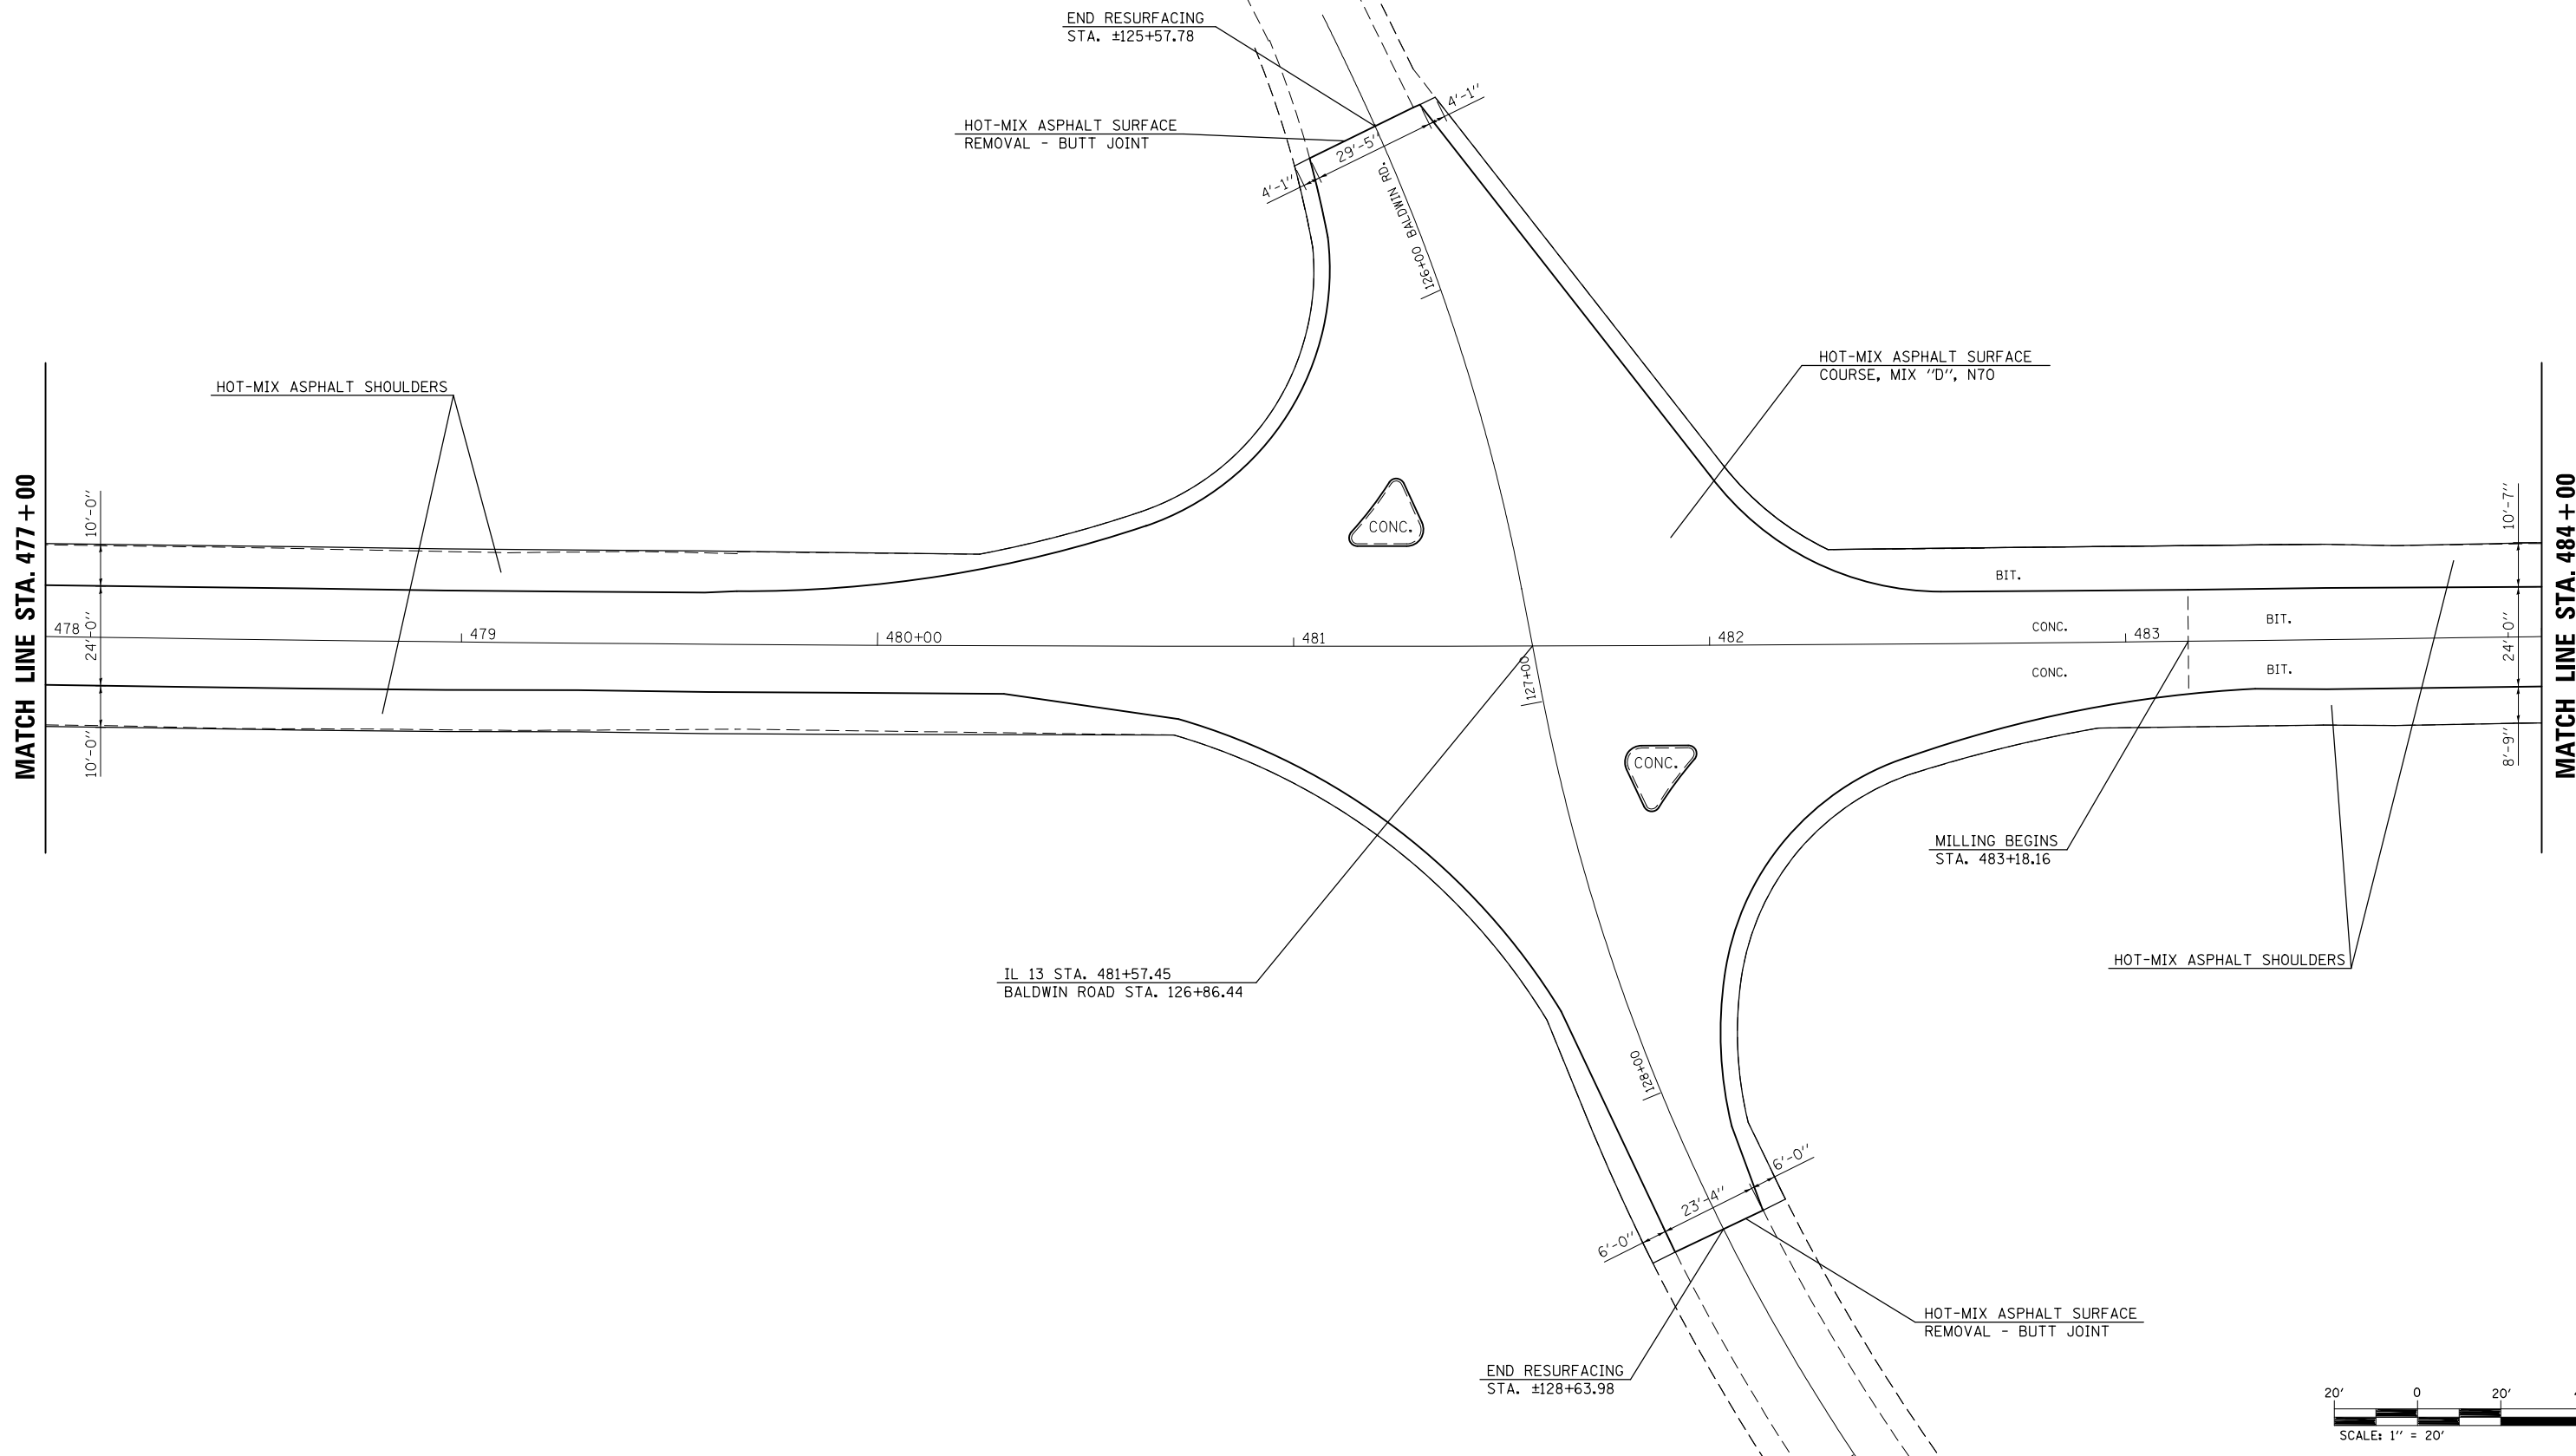 END RESURFACING
STA. ±125+57.78
HOT-MIX ASPHALT SURFACE
REMOVAL - BUTT JOINT
4'-1"
29'-5"
4'-1"
126+00 BALDWIN RD.
HOT-MIX ASPHALT SURFACE
COURSE, MIX "D", N70
HOT-MIX ASPHALT SHOULDERS
MATCH LINE STA. 477+00
10'-0"
24'-0"
10'-0"
478
479
480+00
481
482
483
CONC.
BIT.
CONC.
BIT.
CONC.
BIT.
10'-7"
24'-0"
8'-9"
MATCH LINE STA. 484+00
127+00
CONC.
MILLING BEGINS
STA. 483+18.16
HOT-MIX ASPHALT SHOULDERS
IL 13 STA. 481+57.45
BALDWIN ROAD STA. 126+86.44
128+00
6'-0"
23'-4"
6'-0"
HOT-MIX ASPHALT SURFACE
REMOVAL - BUTT JOINT
END RESURFACING
STA. ±128+63.98
20' 0 20'
SCALE: 1" = 20'